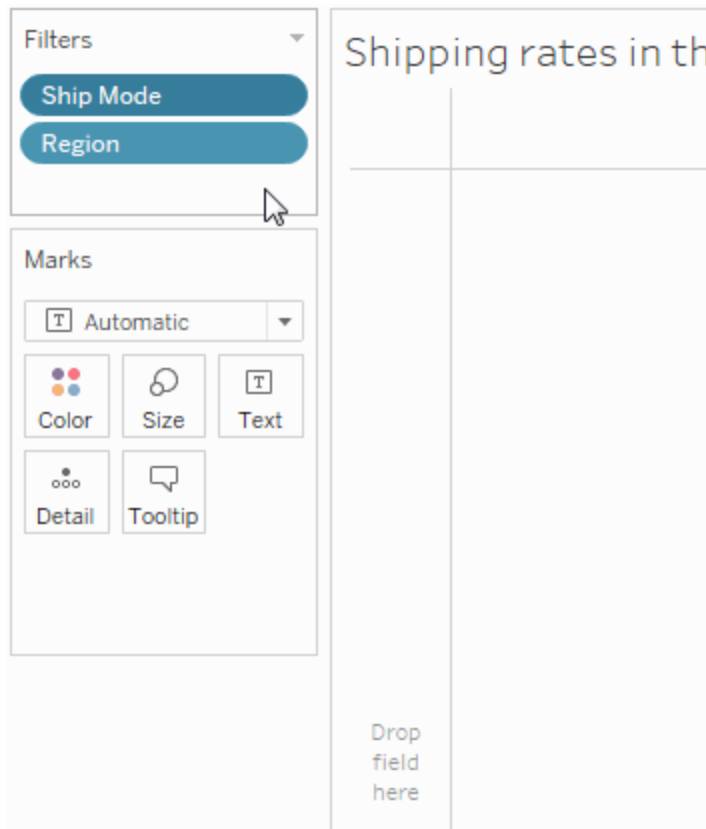 Filters
Ship Mode
Region
Marks
T Automatic
Color
Size
T
Text
Detail
Tooltip
Shipping rates in th
Drop
field
here